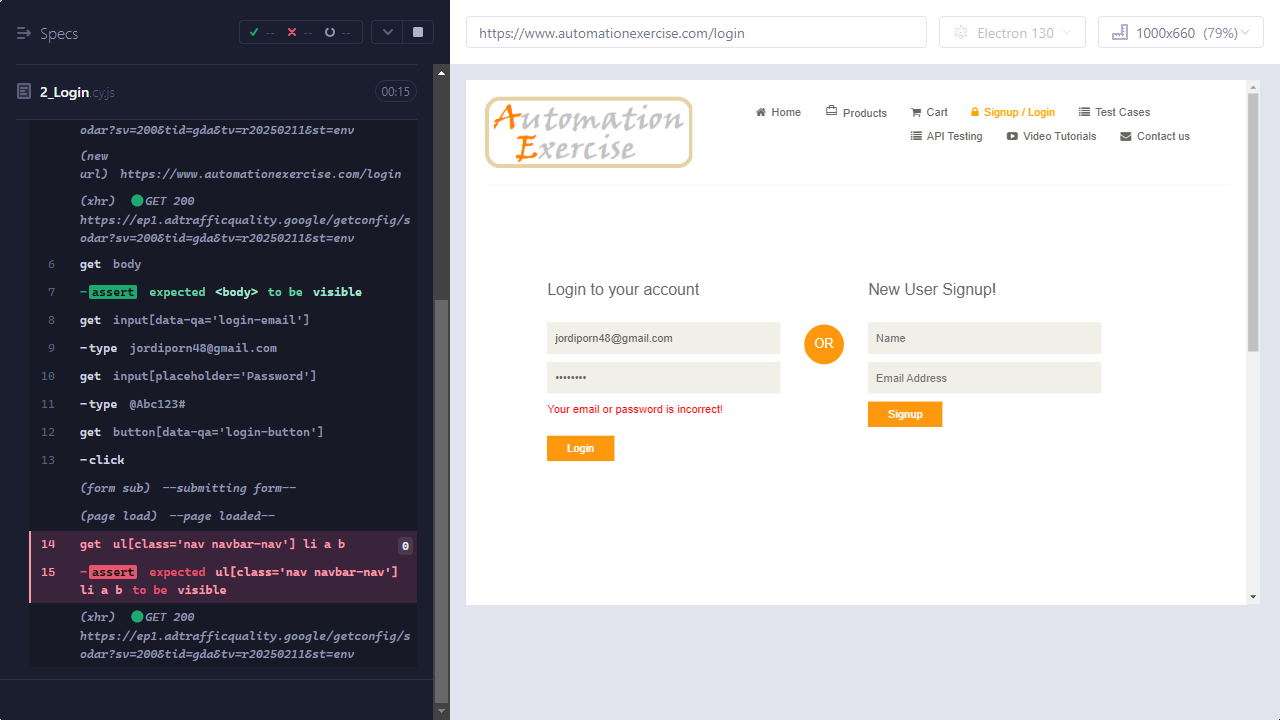 Specs
-- -- --
2_Login.cy.js 00:15
odar?sv=200&tid=gda&tv=r20250211&st=env
(new
url) https://www.automationexercise.com/login
(xhr) GET 200
https://ep1.adtrafficquality.google/getconfig/s
odar?sv=200&tid=gda&tv=r20250211&st=env
6 get body
7 -assert expected <body> to be visible
8 get input[data-qa='login-email']
9 -type jordiporn48@gmail.com
10 get input[placeholder='Password']
11 -type @Abc123#
12 get button[data-qa='login-button']
13 -click
(form sub) --submitting form--
(page load) --page loaded--
14 get ul[class='nav navbar-nav'] li a b 0
15 -assert expected ul[class='nav navbar-nav']
li a b to be visible
(xhr) GET 200
https://ep1.adtrafficquality.google/getconfig/s
odar?sv=200&tid=gda&tv=r20250211&st=env
https://www.automationexercise.com/login
Electron 130
1000x660 (79%)
Automation
Exercise
Home Products Cart Signup / Login Test Cases
API Testing Video Tutorials Contact us
Login to your account
jordiporn48@gmail.com
••••••••
Your email or password is incorrect!
Login
OR
New User Signup!
Name
Email Address
Signup